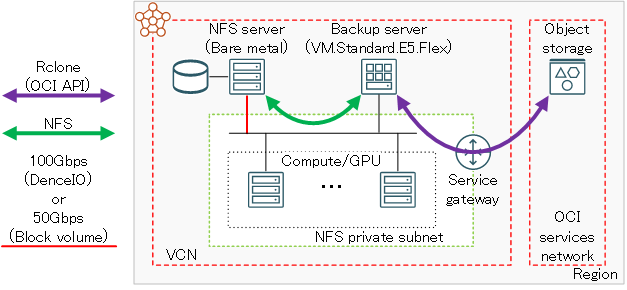 Rclone
(OCI API)
NFS
100Gbps
(DenceIO)
or
50Gbps
(Block volume)
NFS server
(Bare metal)
Backup server
(VM.Standard.E5.Flex)
Object
storage
Compute/GPU
...
Service
gateway
NFS private subnet
VCN
OCI
services
network
Region